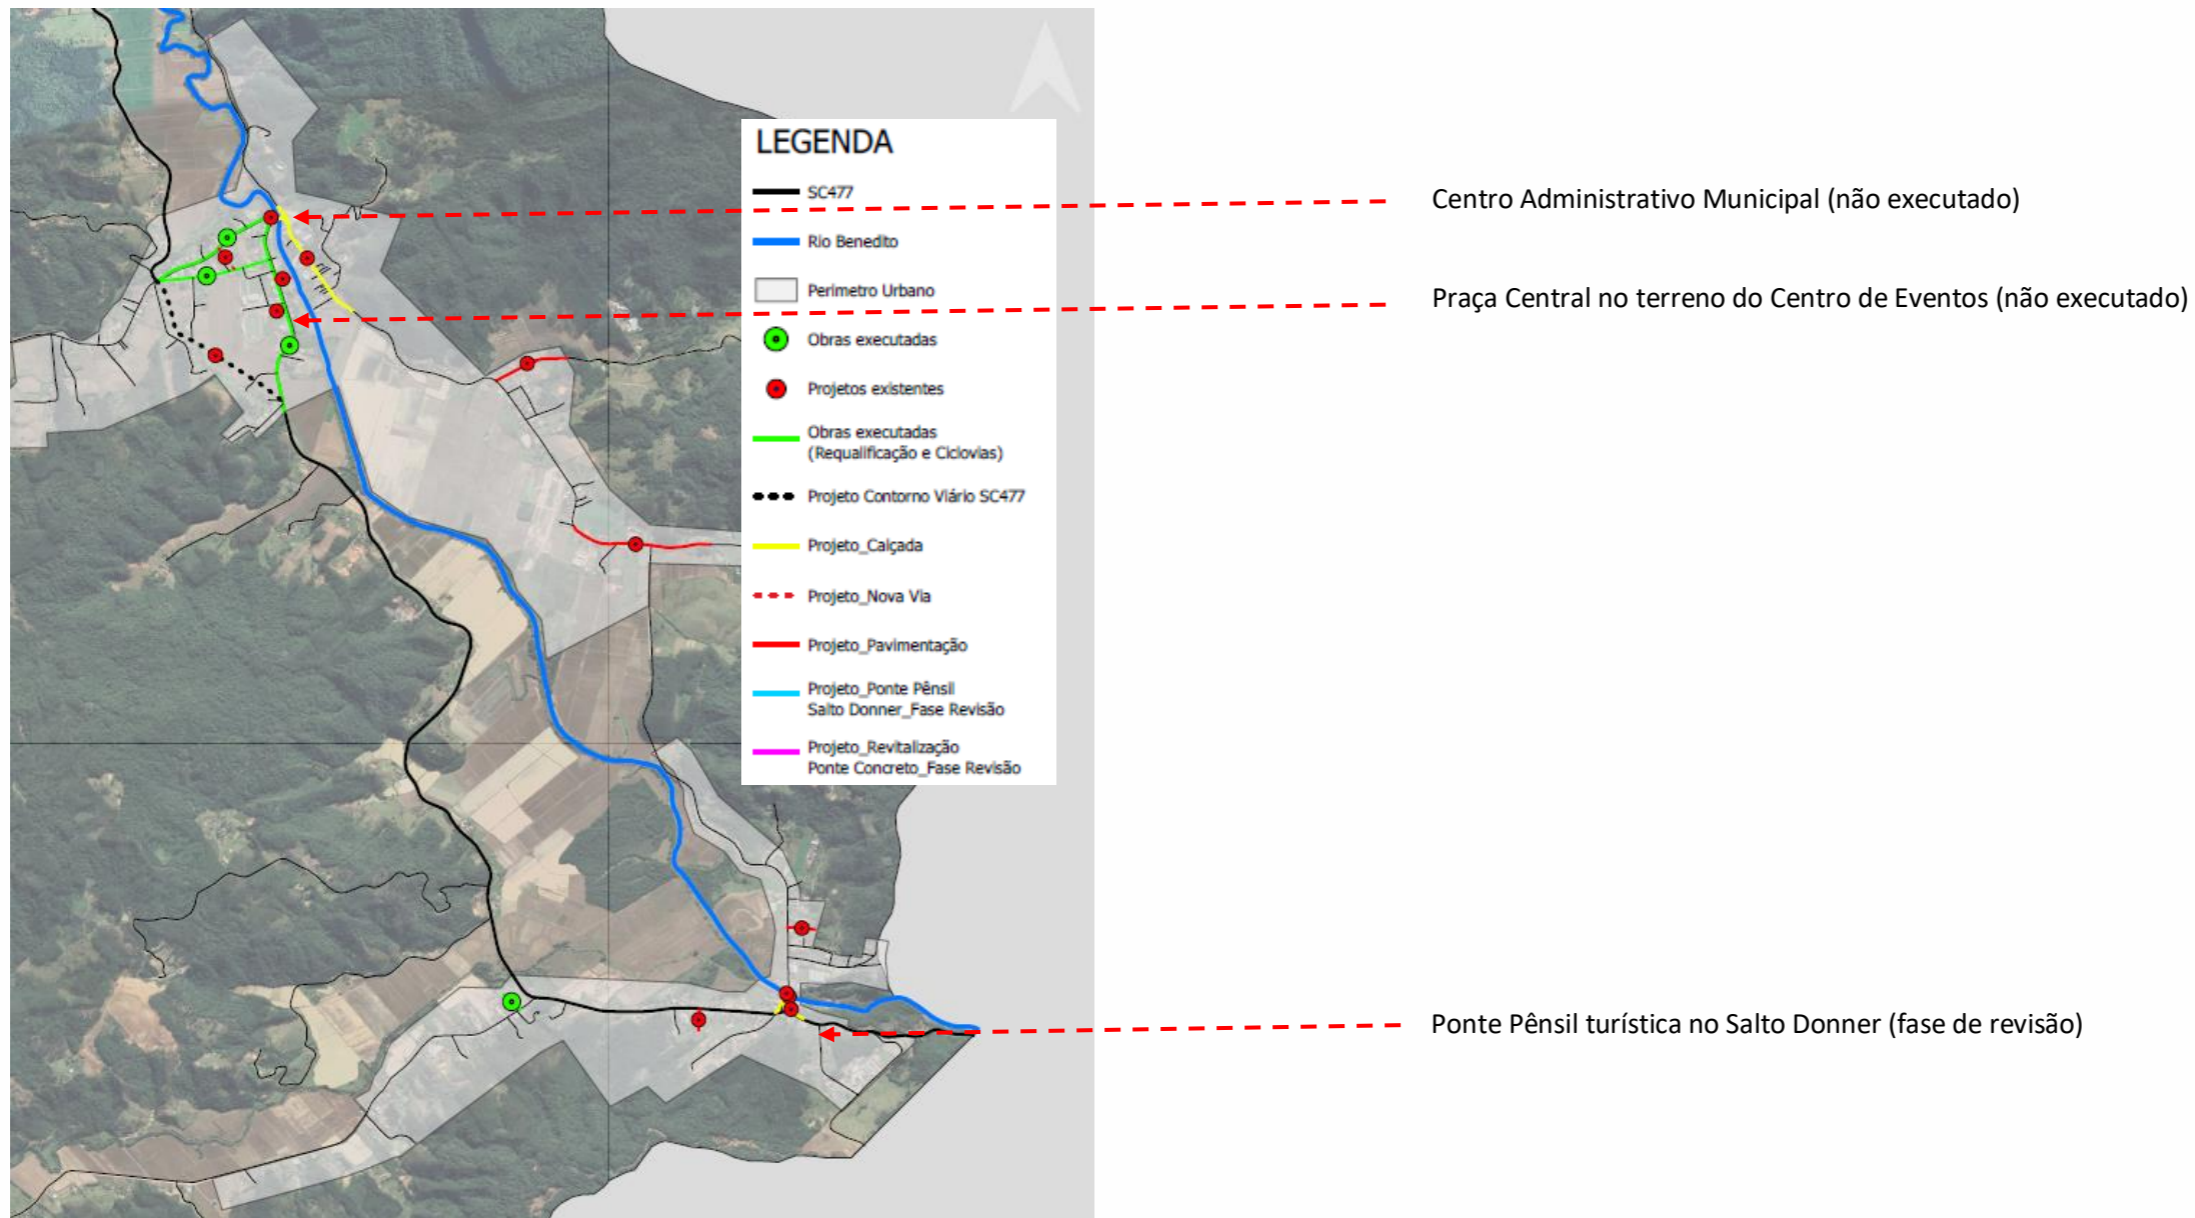 LEGENDA
SC477
Rio Benedito
Perimetro Urbano
Obras executadas
Projetos existentes
Obras executadas
(Requalificação e Ciclovias)
Projeto Contorno Viário SC477
Projeto_Calçada
Projeto_Nova Via
Projeto_Pavimentação
Projeto_Ponte Pênsil
Salto Donner_Fase Revisão
Projeto_Revitalização
Ponte Concreto_Fase Revisão
Centro Administrativo Municipal (não executado)
Praça Central no terreno do Centro de Eventos (não executado)
Ponte Pênsil turística no Salto Donner (fase de revisão)